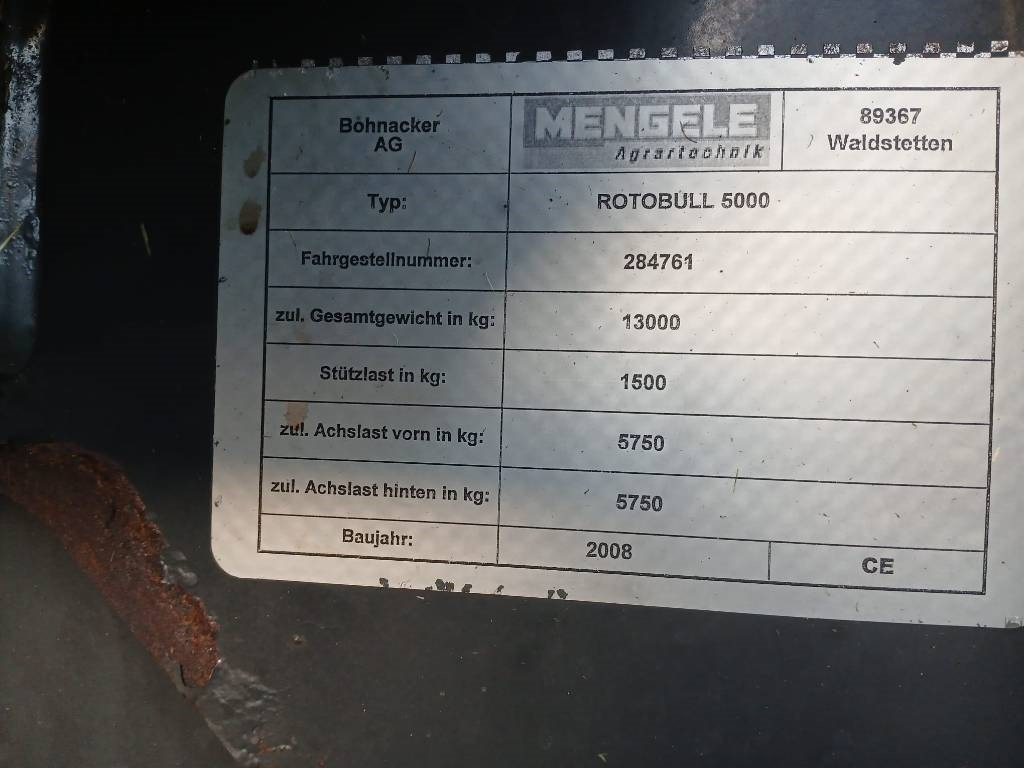 Bohnacker
AG
MENGELE
Agrartechnik
89367
Waldstetten
Typ: ROTOBULL 5000
Fahrgestellnummer: 284761
zul. Gesamtgewicht in kg: 13000
Stützlast in kg: 1500
zul. Achslast vorn in kg: 5750
zul. Achslast hinten in kg: 5750
Baujahr: 2008 CE